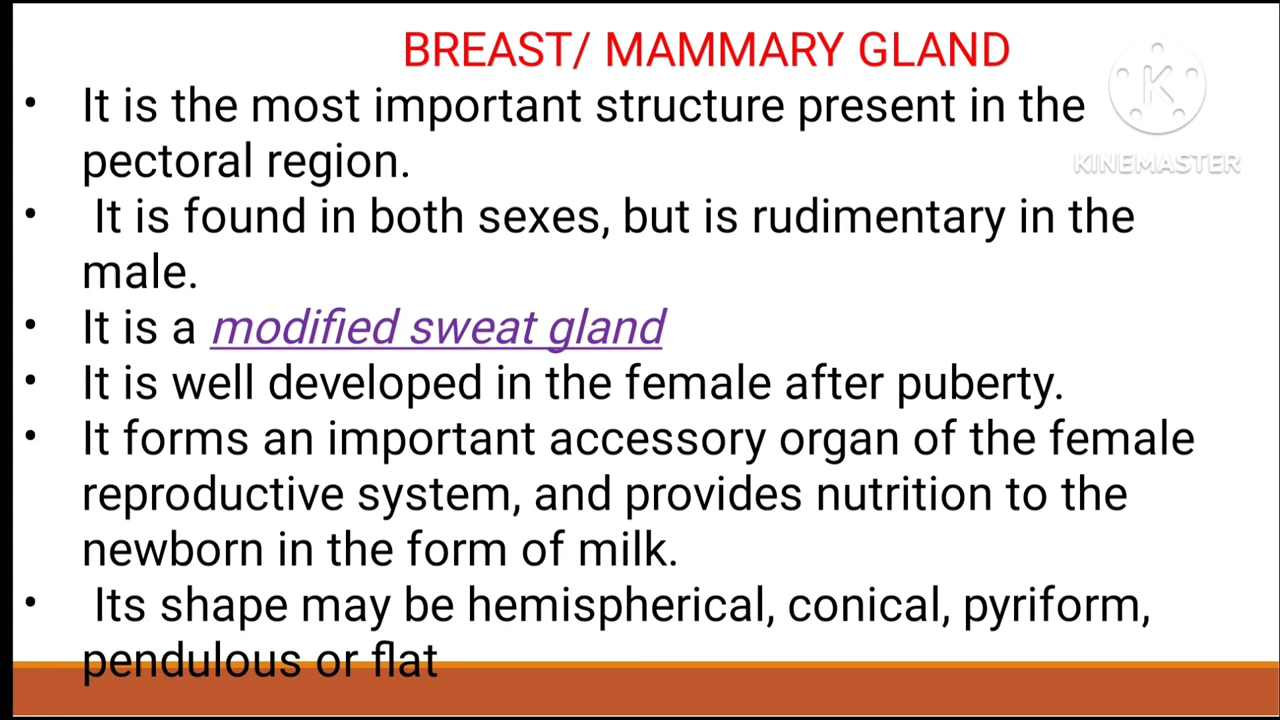 BREAST/ MAMMARY GLAND
• It is the most important structure present in the
pectoral region.
• It is found in both sexes, but is rudimentary in the
male.
• It is a modified sweat gland
• It is well developed in the female after puberty.
• It forms an important accessory organ of the female
reproductive system, and provides nutrition to the
newborn in the form of milk.
• Its shape may be hemispherical, conical, pyriform,
pendulous or flat
K
KINEMASTER